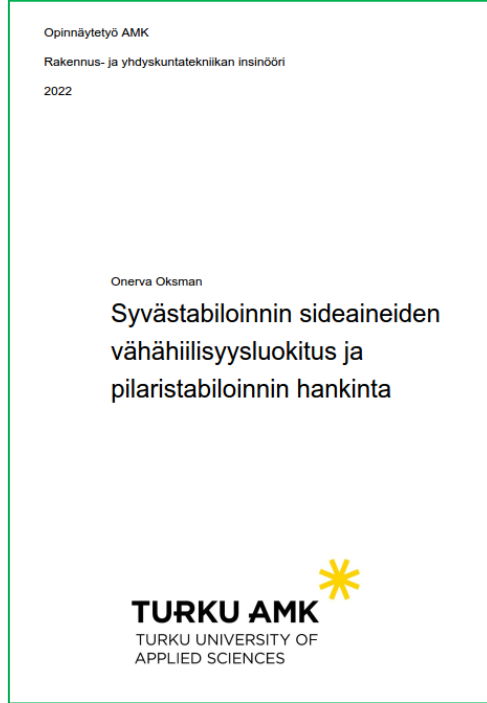 Opinnäytetyö AMK
Rakennus- ja yhdyskuntatekniikan insinööri
2022
Onerva Oksman
Syvästabiloinnin sideaineiden
vähähiilisyysluokitus ja
pilaristabiloinnin hankinta
TURKU AMK
TURKU UNIVERSITY OF
APPLIED SCIENCES